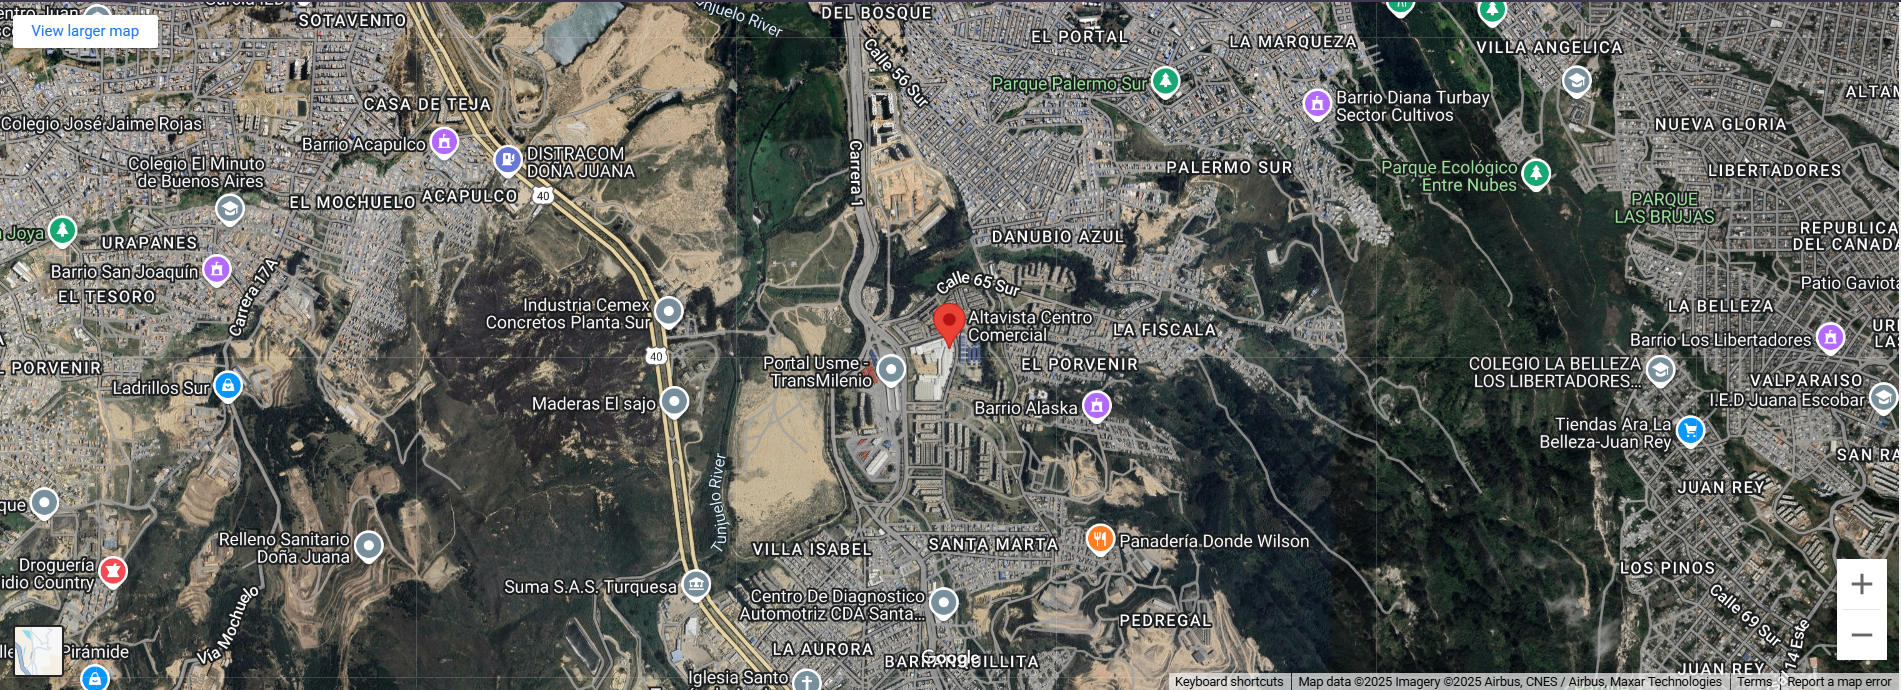 View larger map
SOTAVENTO
Tunjuelo River
DEL BOSQUE
EL PORTAL
LA MARQUEZA
VILLA ANGELICA
Calle 56 Sur
Parque Palermo Sur
Barrio Diana Turbay
Sector Cultivos
CASA DE TEJA
Colegio José Jaime Rojas
Barrio Acapulco
DISTRACOM
DOÑA JUANA
NUEVA GLORIA
LIBERTADORES
Colegio El Minuto
de Buenos Aires
Carrera 1
PALERMO SUR
Parque Ecológico
Entre Nubes
EL MOCHUELO
ACAPULCO
40
PARQUE
LAS BRUJAS
Joya
URAPANES
DANUBIO AZUL
REPUBLICA
DEL CANADA
Barrio San Joaquín
EL TESORO
Carrera 17A
Calle 65 Sur
Patio Gaviota
Industria Cemex
Concretos Planta Sur
Altavista Centro
Comercial
LA FISCALA
LA BELLEZA
Barrio Los Libertadores
40
PORVENIR
Ladrillos Sur
Portal Usme -
TransMilenio
EL PORVENIR
COLEGIO LA BELLEZA
LOS LIBERTADORES...
VALPARAISO
I.E.D Juana Escobar
Maderas El sajo
Barrio Alaska
Tiendas Ara La
Belleza-Juan Rey
SAN RA
JUAN REY
Tunjuelo River
que
Relleno Sanitario
Doña Juana
VILLA ISABEL
SANTA MARTA
Panadería Donde Wilson
Droguería
idio Country
Suma S.A.S. Turquesa
Centro De Diagnostico
Automotriz CDA Santa...
LOS PINOS
PEDREGAL
Calle 69 Sur
Vía Mochuelo
Pirámide
LA AURORA
BARRANQUILLITA
Google
14 Este
Iglesia Santo
JUAN REY
Keyboard shortcuts
Map data ©2025 Imagery ©2025 Airbus, CNES / Airbus, Maxar Technologies
Terms
Report a map error